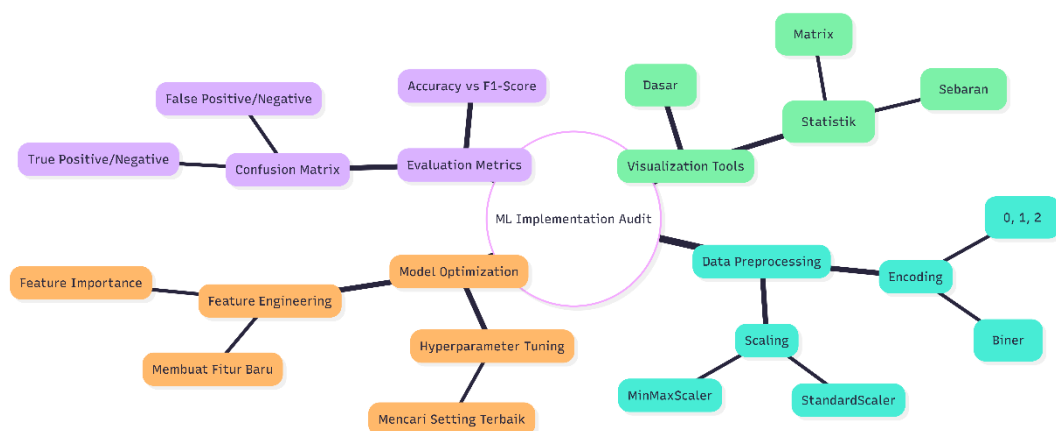 Matrix
Accuracy vs F1-Score
Dasar
Sebaran
False Positive/Negative
Statistik
True Positive/Negative
Confusion Matrix
Evaluation Metrics
Visualization Tools
ML Implementation Audit
0, 1, 2
Data Preprocessing
Model Optimization
Encoding
Feature Importance
Feature Engineering
Scaling
Biner
Hyperparameter Tuning
Membuat Fitur Baru
MinMaxScaler
StandardScaler
Mencari Setting Terbaik